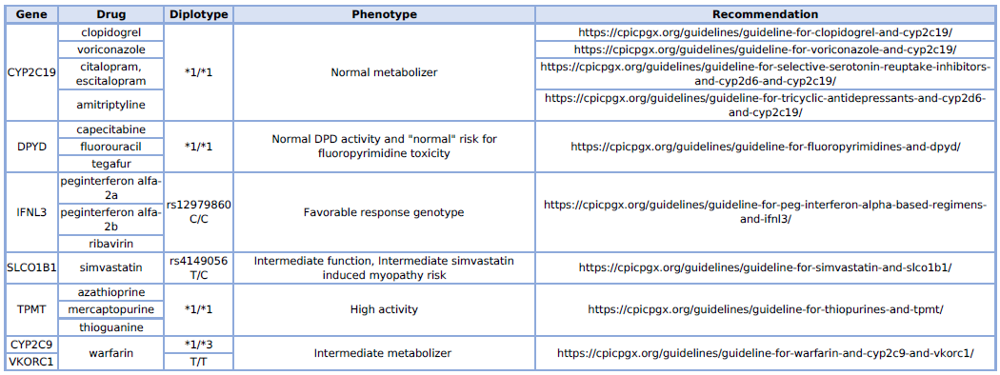 Gene Drug Diplotype Phenotype Recommendation
CYP2C19
clopidogrel
voriconazole
citalopram,
escitalopram
amitriptyline
*1/*1
Normal metabolizer
https://cpicpgx.org/guidelines/guideline-for-clopidogrel-and-cyp2c19/
https://cpicpgx.org/guidelines/guideline-for-voriconazole-and-cyp2c19/
https://cpicpgx.org/guidelines/guideline-for-selective-serotonin-reuptake-inhibitors-
and-cyp2d6-and-cyp2c19/
https://cpicpgx.org/guidelines/guideline-for-tricyclic-antidepressants-and-cyp2d6-
and-cyp2c19/
DPYD
capecitabine
fluorouracil
tegafur
*1/*1
Normal DPD activity and "normal" risk for
fluoropyrimidine toxicity
https://cpicpgx.org/guidelines/guideline-for-fluoropyrimidines-and-dpyd/
IFNL3
peginterferon alfa-
2a
peginterferon alfa-
2b
ribavirin
rs12979860
C/C
Favorable response genotype
https://cpicpgx.org/guidelines/guideline-for-peg-interferon-alpha-based-regimens-
and-ifnl3/
SLCO1B1
simvastatin
rs4149056
T/C
Intermediate function, Intermediate simvastatin
induced myopathy risk
https://cpicpgx.org/guidelines/guideline-for-simvastatin-and-slco1b1/
TPMT
azathioprine
mercaptopurine
thioguanine
*1/*1
High activity
https://cpicpgx.org/guidelines/guideline-for-thiopurines-and-tpmt/
CYP2C9
VKORC1
warfarin
*1/*3
T/T
Intermediate metabolizer
https://cpicpgx.org/guidelines/guideline-for-warfarin-and-cyp2c9-and-vkorc1/